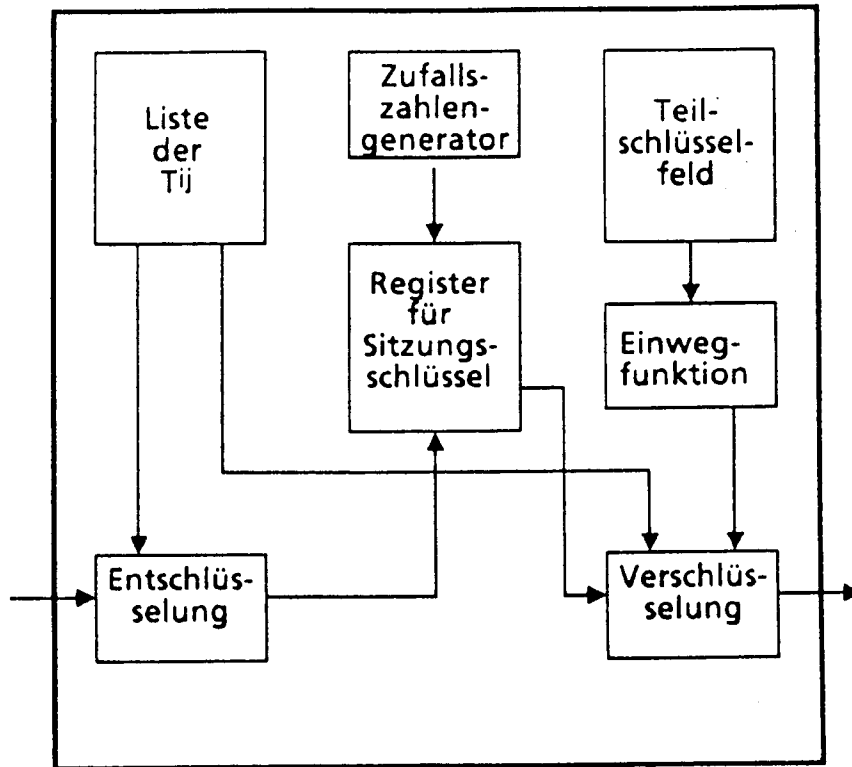 Liste
der
Tij
Zufalls-
zahlen-
generator
Teil-
schlüssel-
feld
Register
für
Sitzungs-
schlüssel
Einweg-
funktion
Entschlüs-
selung
Verschlüs-
selung